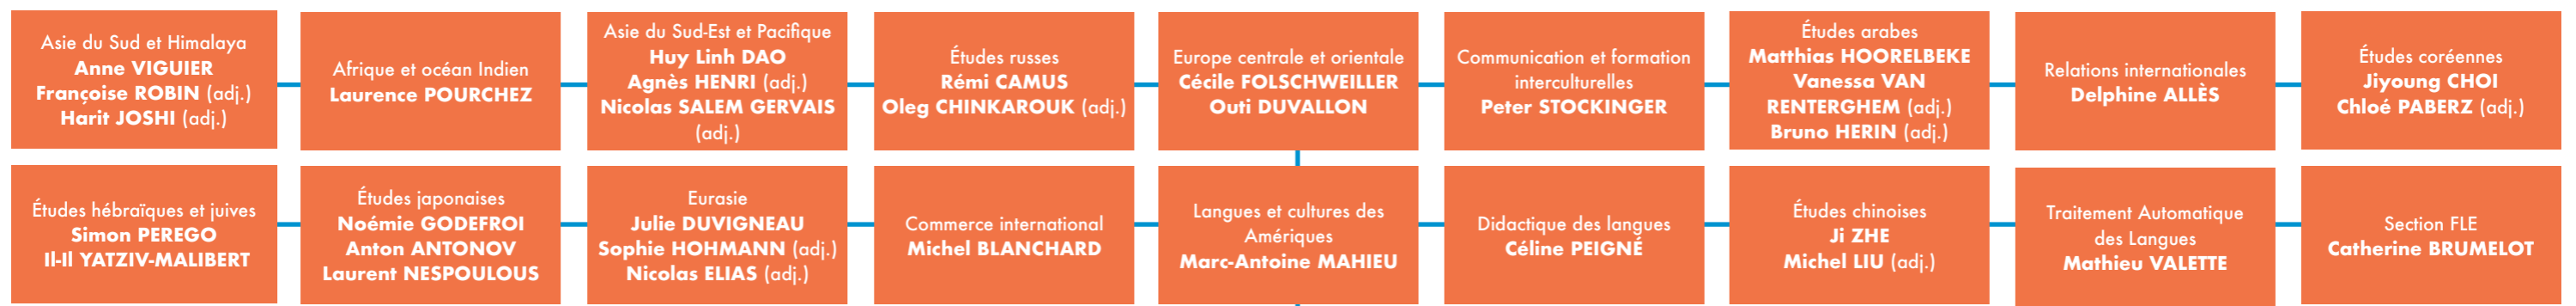 Asie du Sud et Himalaya
Anne VIGUIER
Françoise ROBIN (adj.)
Harit JOSHI (adj.)
Afrique et océan Indien
Laurence POURCHEZ
Asie du Sud-Est et Pacifique
Huy Linh DAO
Agnès HENRI (adj.)
Nicolas SALEM GERVAIS
(adj.)
Études russes
Rémi CAMUS
Oleg CHINKAROUK (adj.)
Europe centrale et orientale
Cécile FOLSCHWEILLER
Outi DUVALLON
Communication et formation
interculturelles
Peter STOCKINGER
Études arabes
Matthias HOORELBEKE
Vanessa VAN
RENTERGHEM (adj.)
Bruno HERIN (adj.)
Relations internationales
Delphine ALLÈS
Études coréennes
Jiyoung CHOI
Chloé PABERZ (adj.)
Études hébraïques et juives
Simon PEREGO
Il-Il YATZIV-MALIBERT
Études japonaises
Noémie GODEFROI
Anton ANTONOV
Laurent NESPOULOUS
Eurasie
Julie DUVIGNEAU
Sophie HOHMANN (adj.)
Nicolas ELIAS (adj.)
Commerce international
Michel BLANCHARD
Langues et cultures des
Amériques
Marc-Antoine MAHIEU
Didactique des langues
Céline PEIGNÉ
Études chinoises
Ji ZHE
Michel LIU (adj.)
Traitement Automatique
des Langues
Mathieu VALETTE
Section FLE
Catherine BRUMELOT